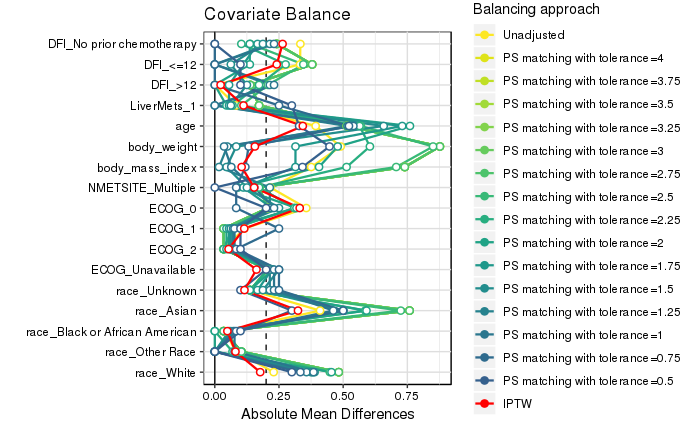 Covariate Balance
DFI_No prior chemotherapy
DFI_<=12
DFI_>12
LiverMets_1
age
body_weight
body_mass_index
NMETSITE_Multiple
ECOG_0
ECOG_1
ECOG_2
ECOG_Unavailable
race_Unknown
race_Asian
race_Black or African American
race_Other Race
race_White
0.00
0.25
0.50
0.75
Absolute Mean Differences
Balancing approach
Unadjusted
PS matching with tolerance=4
PS matching with tolerance=3.75
PS matching with tolerance=3.5
PS matching with tolerance=3.25
PS matching with tolerance=3
PS matching with tolerance=2.75
PS matching with tolerance=2.5
PS matching with tolerance=2.25
PS matching with tolerance=2
PS matching with tolerance=1.75
PS matching with tolerance=1.5
PS matching with tolerance=1.25
PS matching with tolerance=1
PS matching with tolerance=0.75
PS matching with tolerance=0.5
IPTW